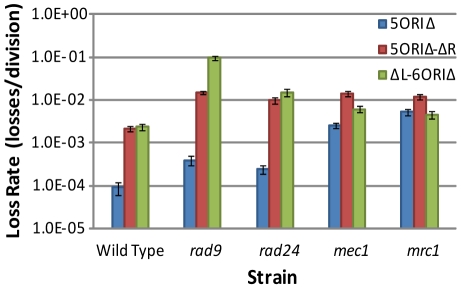 Loss Rate (losses/division)
1.0E+00
1.0E-01
1.0E-02
1.0E-03
1.0E-04
1.0E-05
5ORIΔ
5ORIΔ-ΔR
ΔL-6ORIΔ
Wild Type rad9 rad24 mec1 mrc1
Strain